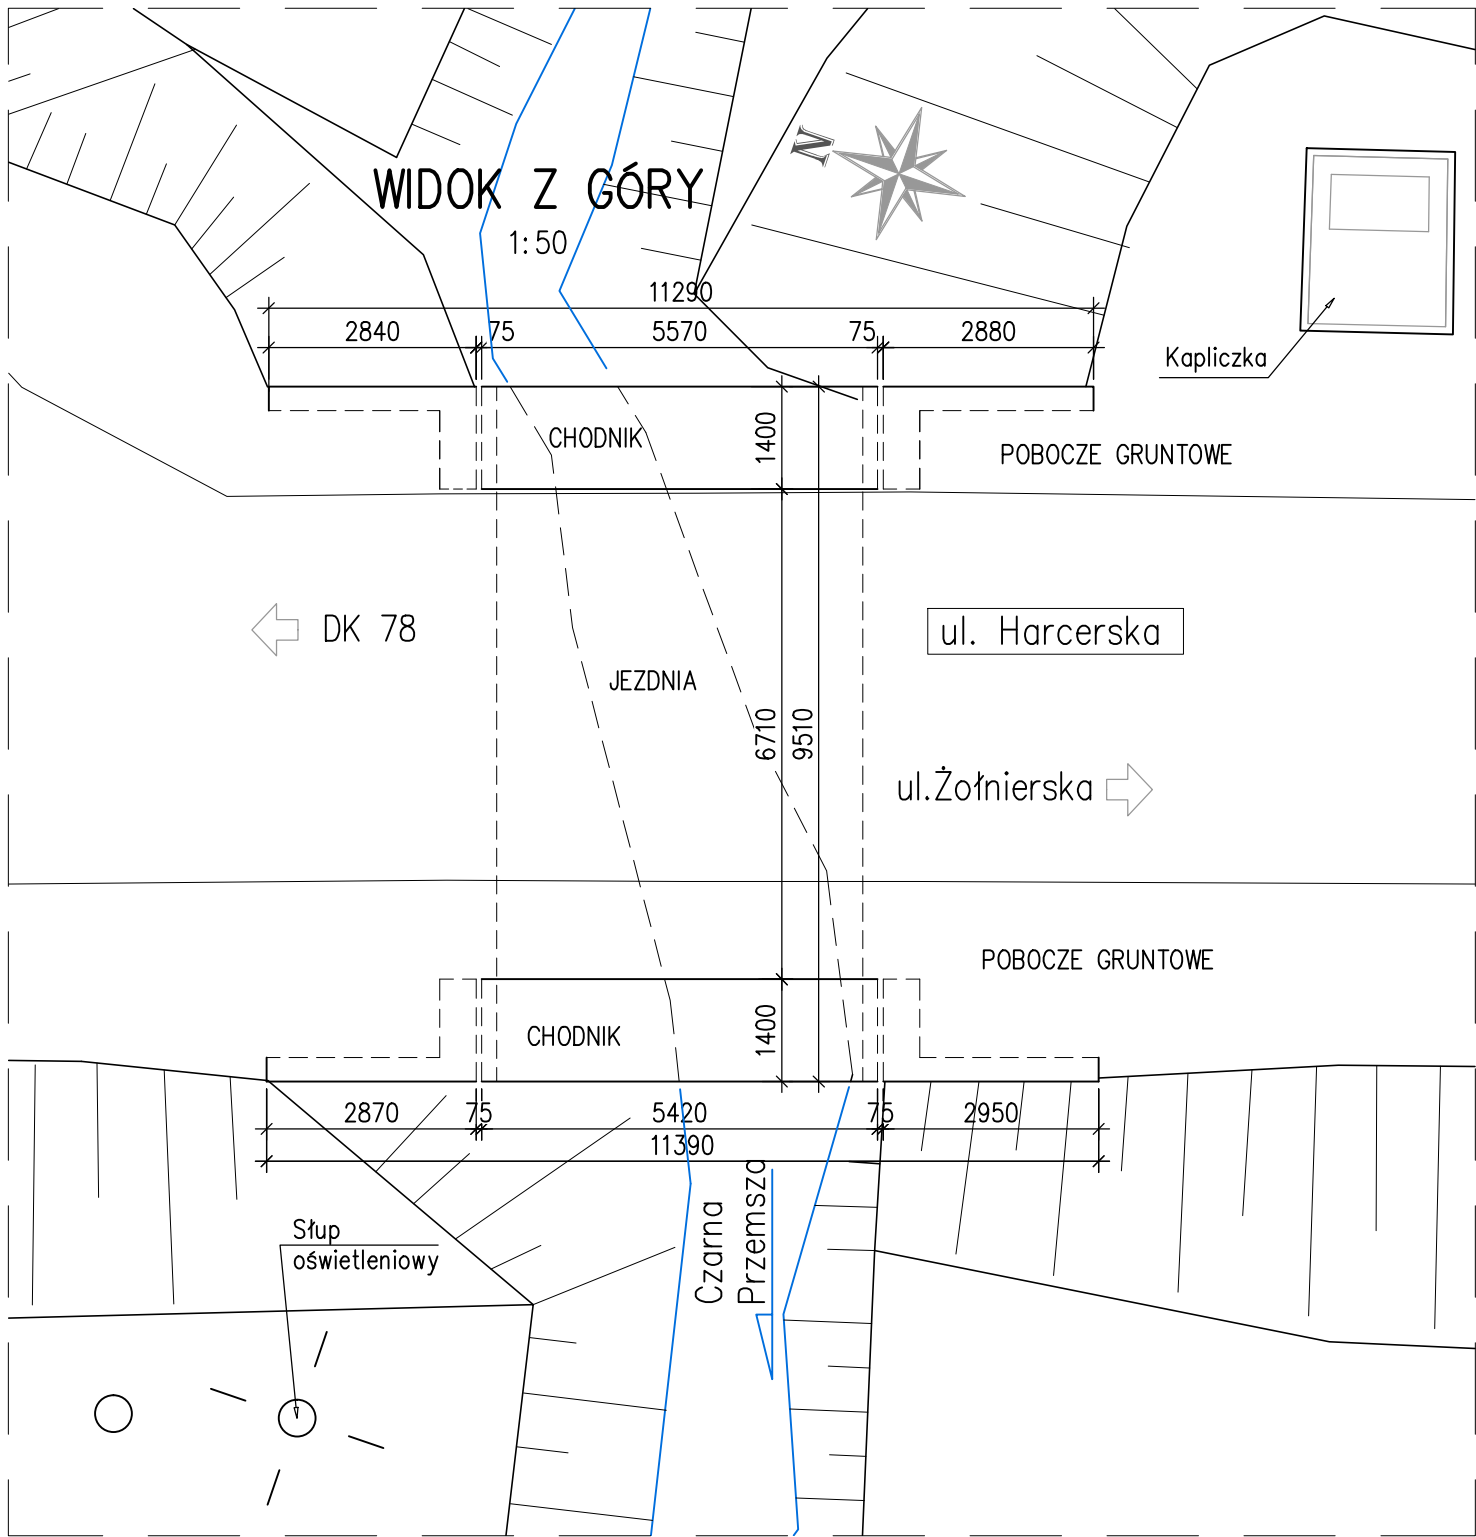 N
WIDOK Z GÓRY
1:50
11290
2840
75
5570
75
2880
Kapliczka
CHODNIK
1400
POBOCZE GRUNTOWE
DK 78
ul. Harcerska
JEZDNIA
6710
9510
ul.Żołnierska
POBOCZE GRUNTOWE
CHODNIK
1400
2870
75
5420
75
2950
11390
Czarna
Przemsza
Słup
oświetleniowy